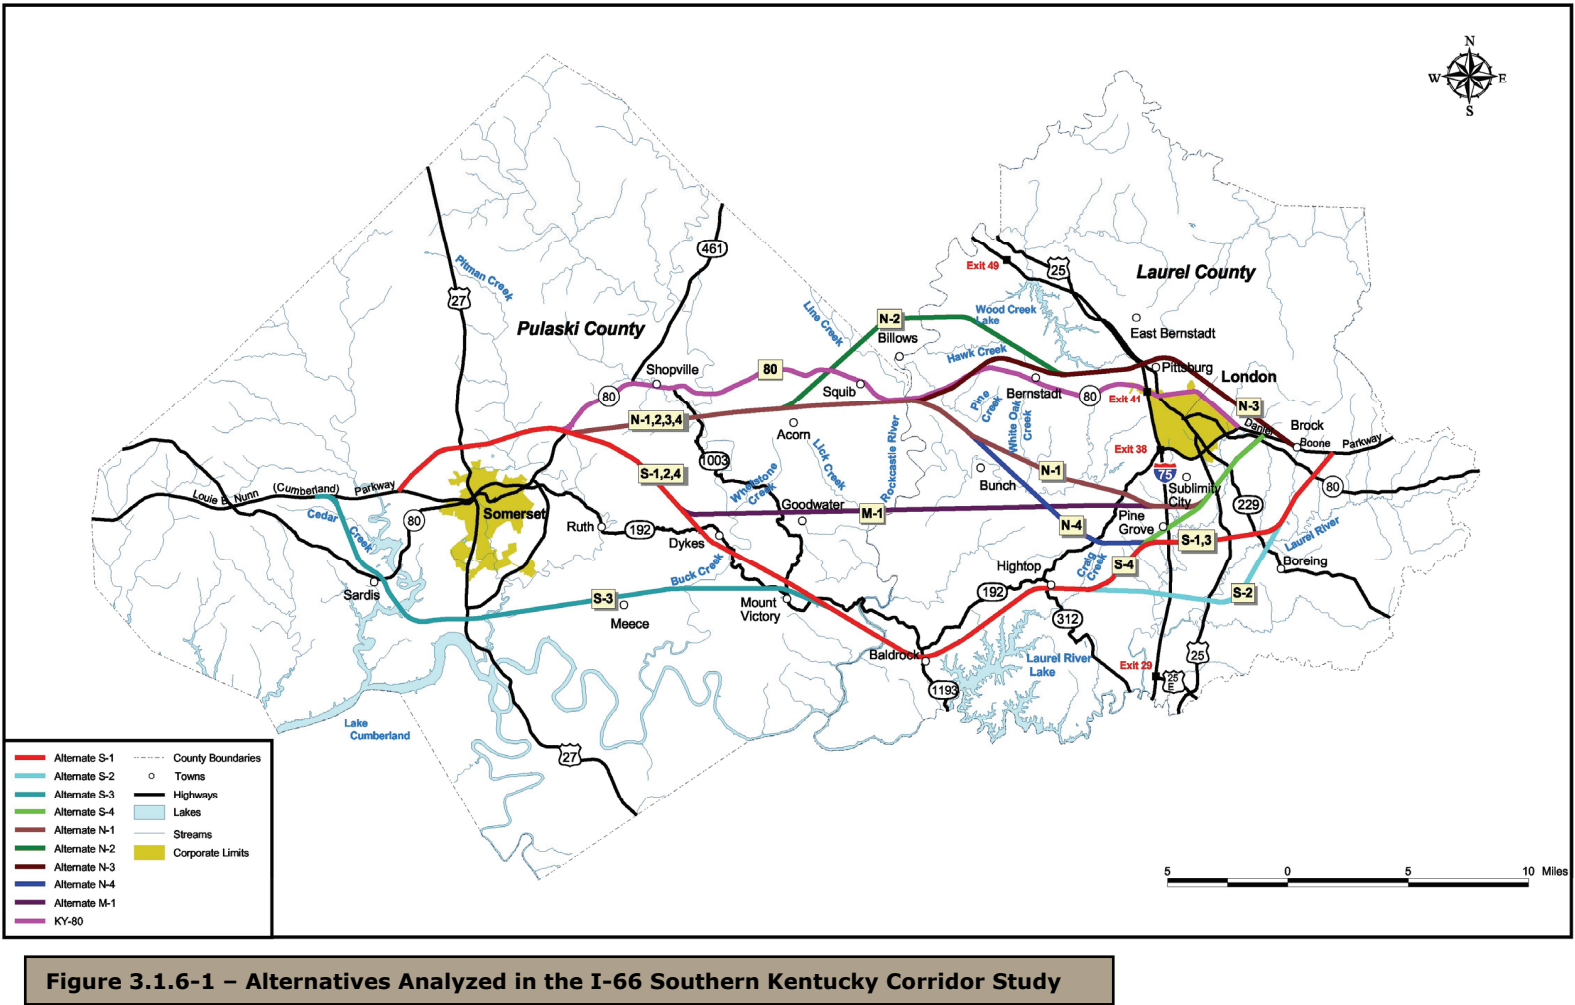 N
W E
S
461
Exit 49
25
Laurel County
Pitman Creek
27
Pulaski County
Line Creek
N-2
Billows
Wood Creek
Lake
East Bernstadt
Hawk Creek
Shopville
80
Pittsburg
London
80
Squib
Bernstadt
80
Exit 41
Pine
Creek
White Oak
Creek
N-3
N-1,2,3,4
Acorn
Daniel
Brock
Boone
Parkway
Lick Creek
Rockcastle River
Exit 38
1003
S-1,2,4
Whetstone
Creek
N-1
75
Bunch
Sublimity
City
80
Louie B. Nunn
(Cumberland)
Parkway
Goodwater
M-1
229
Cedar
Creek
80
Somerset
Ruth
192
Dykes
N-4
Pine
Grove
S-1,3
Laurel River
Buck Creek
Craig
Creek
S-4
Hightop
Boreing
Sardis
S-3
Meece
Mount
Victory
192
312
S-2
Baldrock
Laurel River
Lake
Exit 29
25
25
E
1193
Lake
Cumberland
27
Alternate S-1
Alternate S-2
Alternate S-3
Alternate S-4
Alternate N-1
Alternate N-2
Alternate N-3
Alternate N-4
Alternate M-1
KY-80
County Boundaries
Towns
Highways
Lakes
Streams
Corporate Limits
5 0 5 10 Miles
Figure 3.1.6-1 – Alternatives Analyzed in the I-66 Southern Kentucky Corridor Study